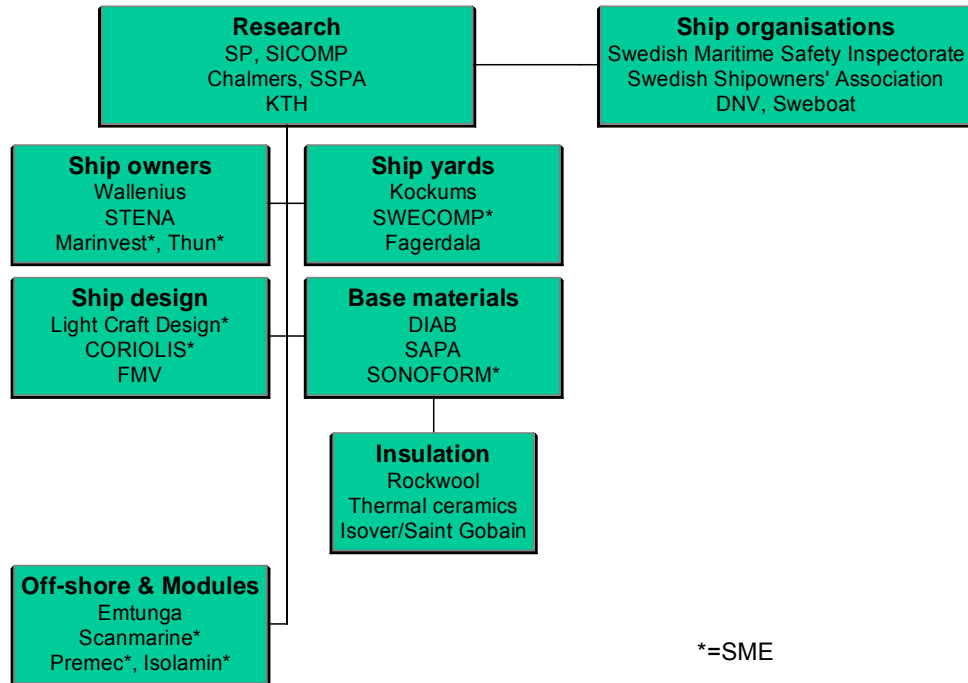 Research
SP, SICOMP
Chalmers, SSPA
KTH
Ship organisations
Swedish Maritime Safety Inspectorate
Swedish Shipowners' Association
DNV, Sweboat
Ship owners
Wallenius
STENA
Marinvest*, Thun*
Ship yards
Kockums
SWECOMP*
Fagerdala
Ship design
Light Craft Design*
CORIOLIS*
FMV
Base materials
DIAB
SAPA
SONOFORM*
Insulation
Rockwool
Thermal ceramics
Isover/Saint Gobain
Off-shore & Modules
Emtunga
Scanmarine*
Premec*, Isolamin*
*=SME